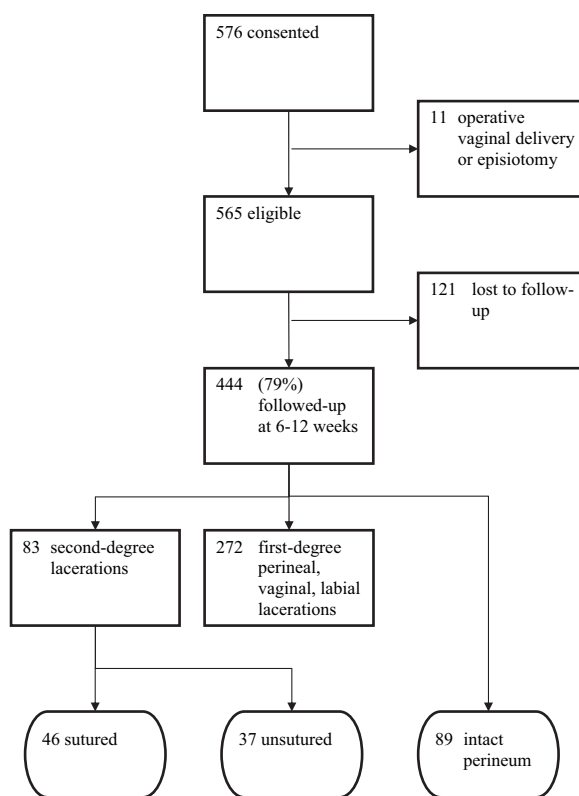 576 consented
11 operative
vaginal delivery
or episiotomy
565 eligible
121 lost to follow-
up
444 (79%)
followed-up
at 6-12 weeks
83 second-degree
lacerations
272 first-degree
perineal,
vaginal, labial
lacerations
46 sutured
37 unsutured
89 intact
perineum